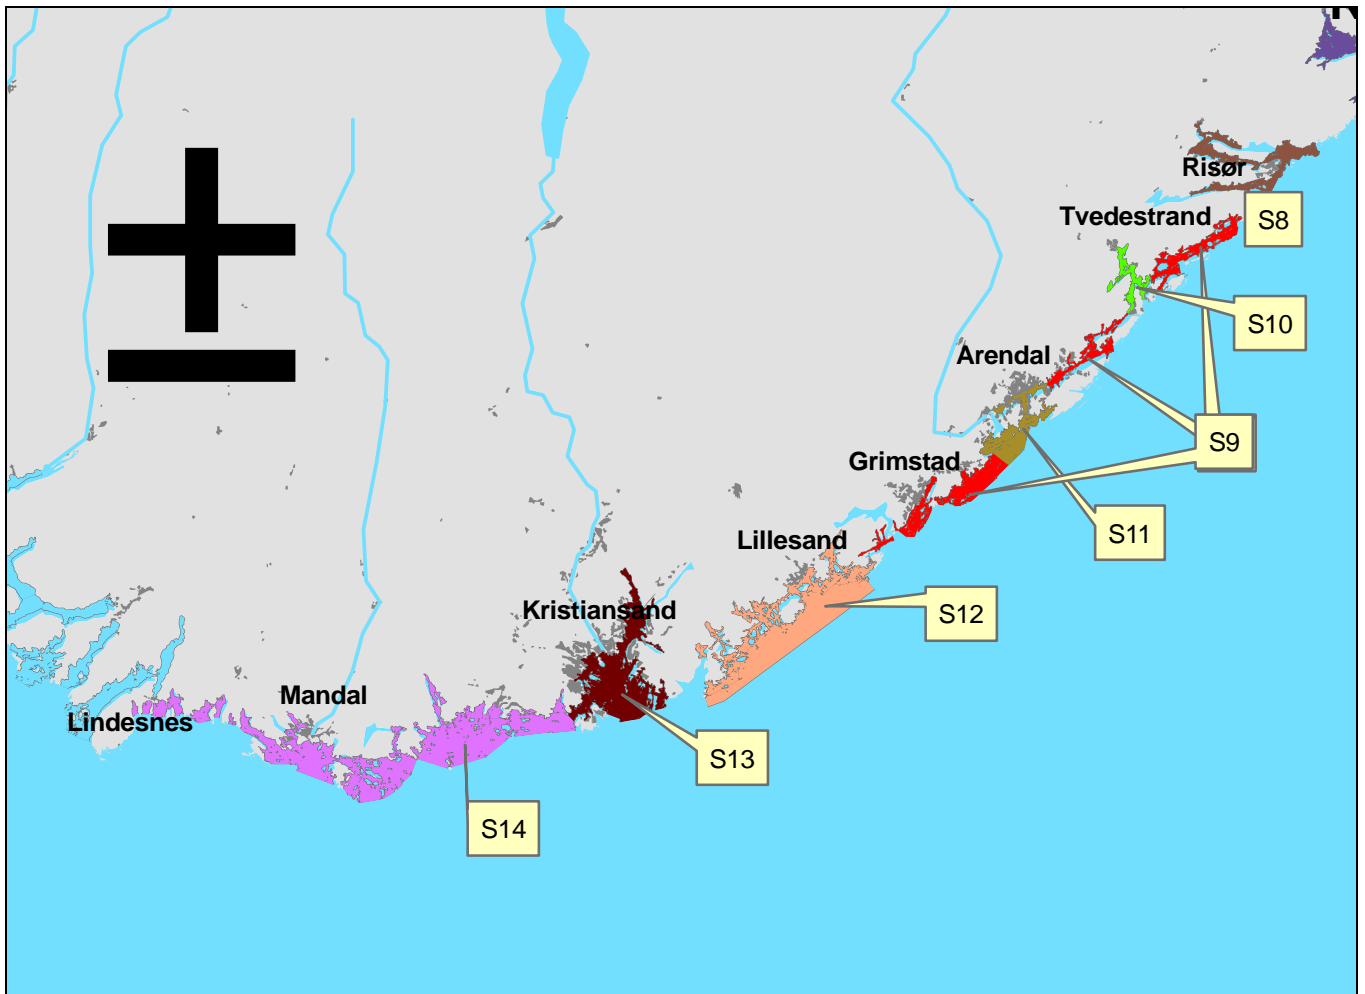 Risør
Tvedestrand
S8
S10
Arendal
S9
Grimstad
S11
Lillesand
Kristiansand
S12
Mandal
Lindesnes
S13
S14